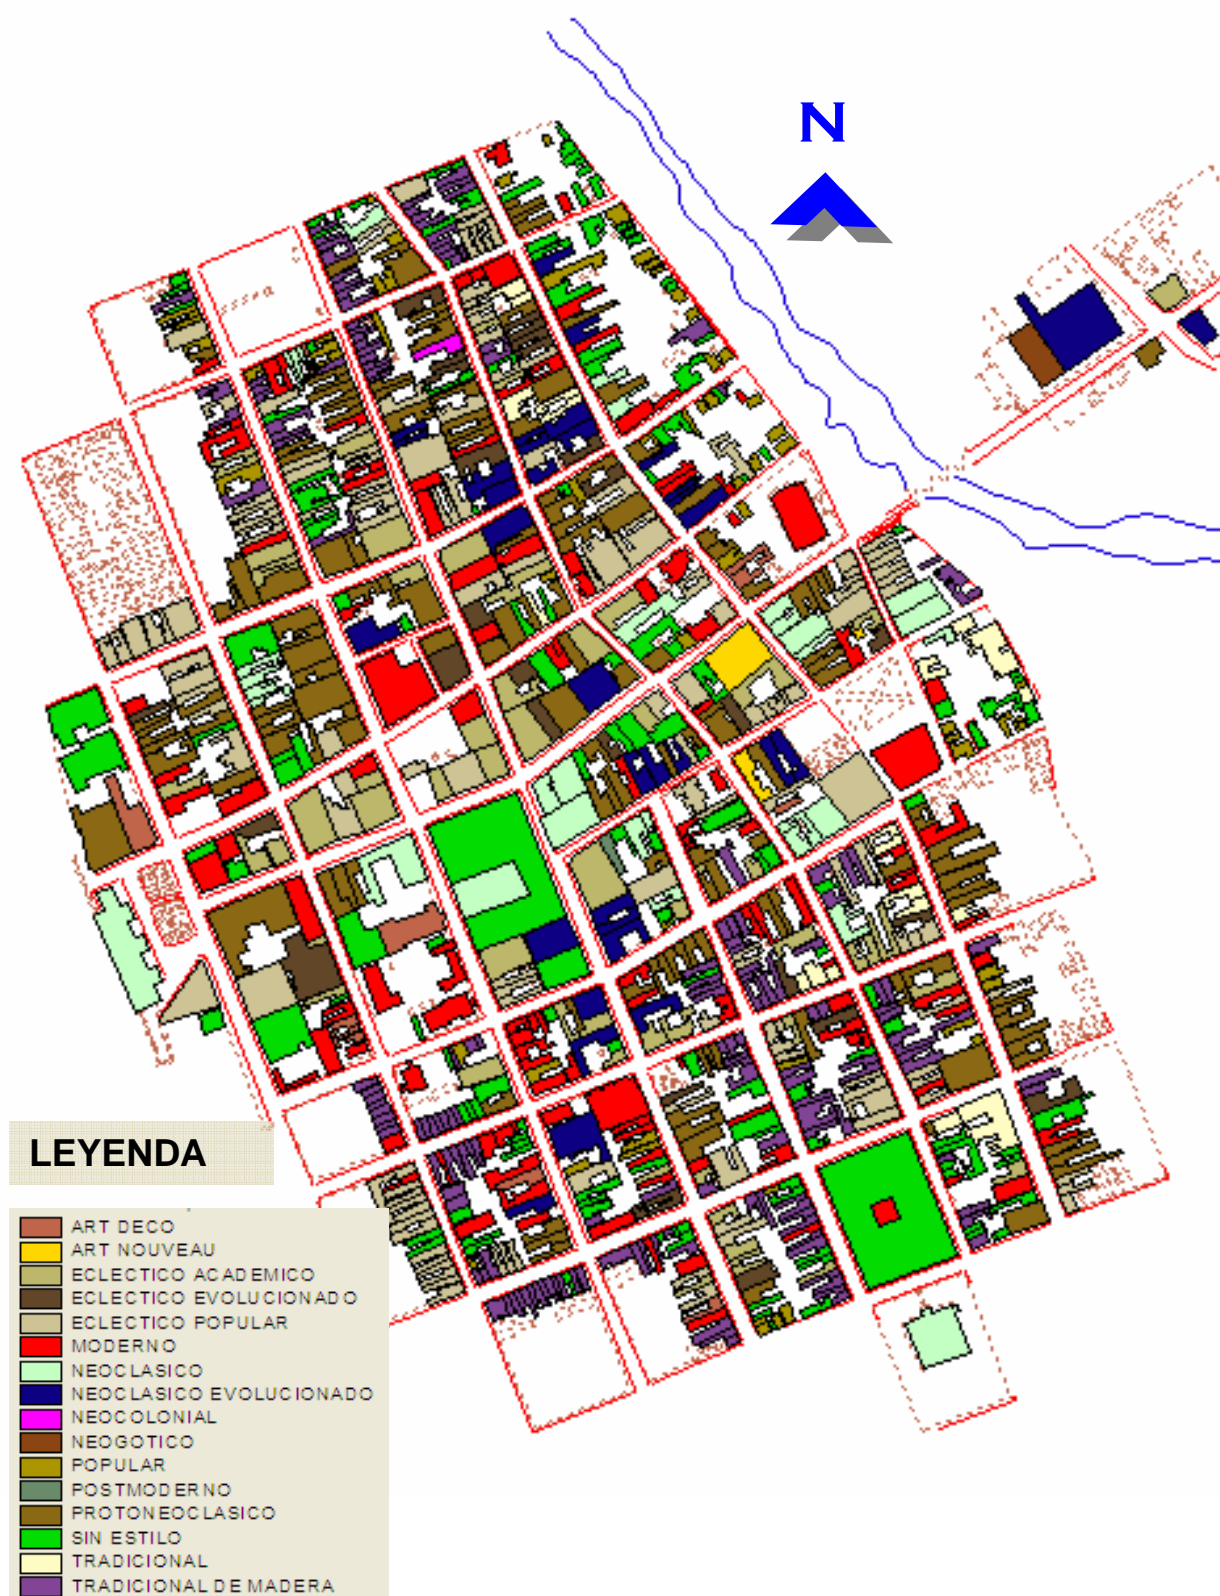 N
LEYENDA
ART DECO
ART NOUVEAU
ECLECTICO ACADEMICO
ECLECTICO EVOLUCIONADO
ECLECTICO POPULAR
MODERNO
NEOCLASICO
NEOCLASICO EVOLUCIONADO
NEOCOLONIAL
NEOGOTICO
POPULAR
POSTMODERNO
PROTONEOCLASICO
SIN ESTILO
TRADICIONAL
TRADICIONAL DE MADERA